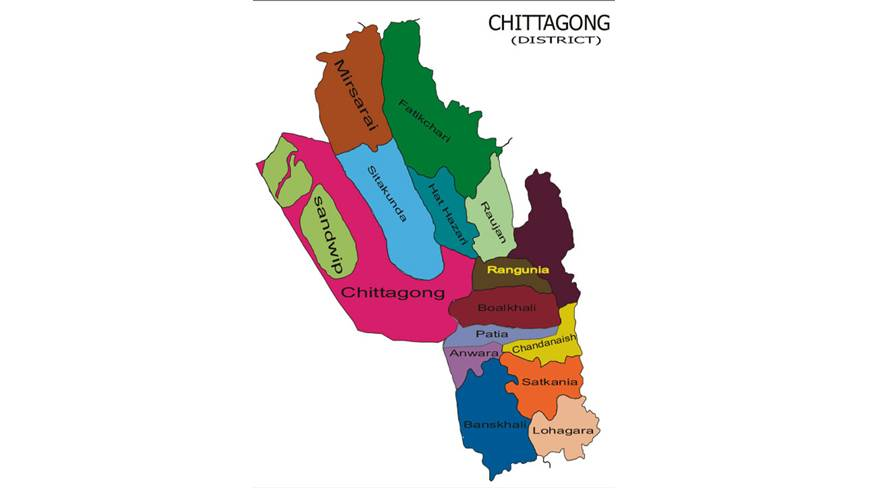 CHITTAGONG
(DISTRICT)
Mirsarai
Fatikchari
Sitakunda
Hat Hazari
Raujan
sandwip
Rangunia
Chittagong
Boalkhali
Patia
Chandanaish
Anwara
Satkania
Banskhali
Lohagara